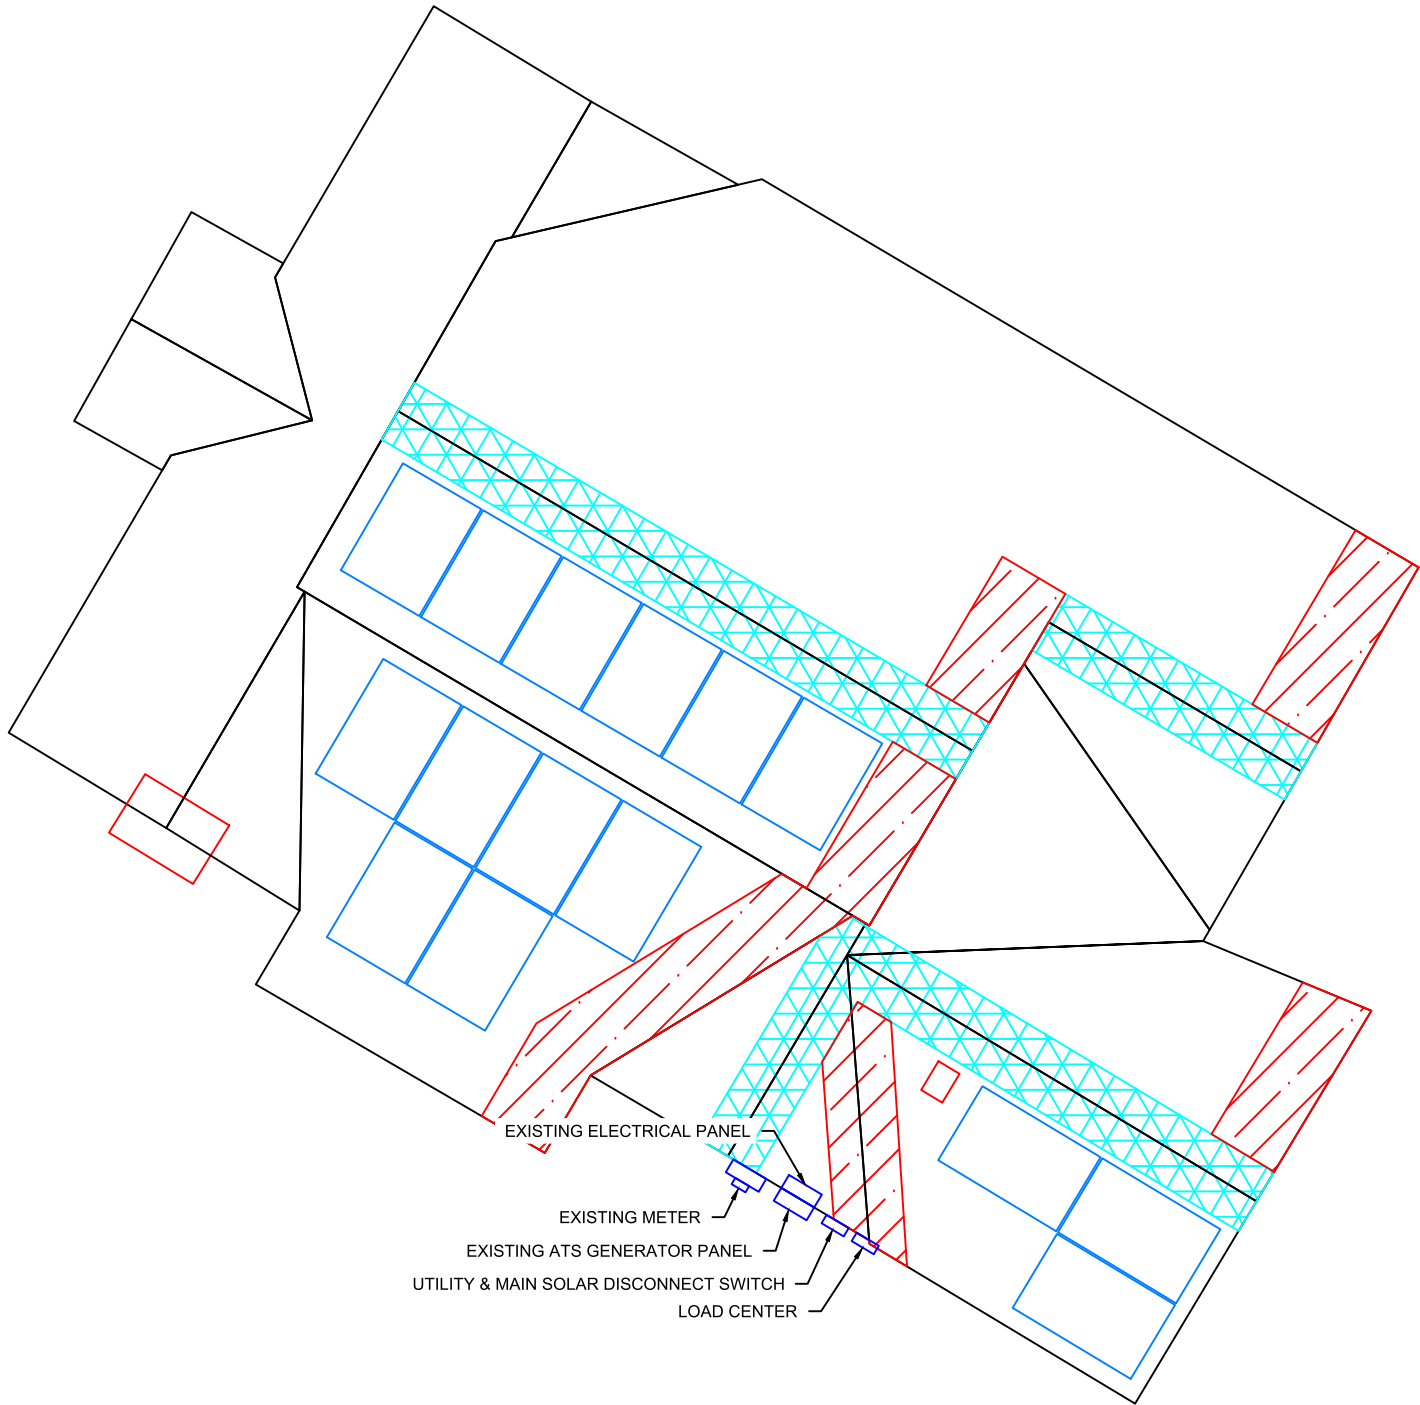 EXISTING ELECTRICAL PANEL
EXISTING METER
EXISTING ATS GENERATOR PANEL
UTILITY & MAIN SOLAR DISCONNECT SWITCH
LOAD CENTER